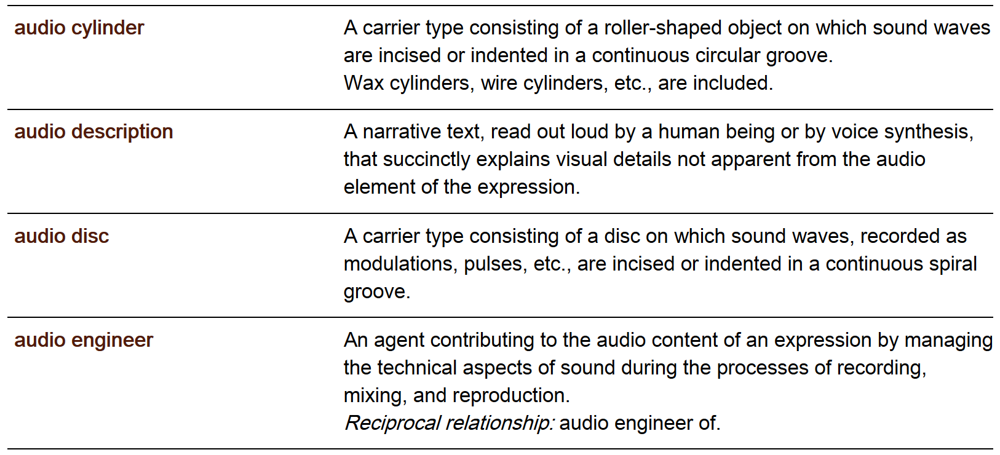 audio cylinder
A carrier type consisting of a roller-shaped object on which sound waves
are incised or indented in a continuous circular groove.
Wax cylinders, wire cylinders, etc., are included.
audio description
A narrative text, read out loud by a human being or by voice synthesis,
that succinctly explains visual details not apparent from the audio
element of the expression.
audio disc
A carrier type consisting of a disc on which sound waves, recorded as
modulations, pulses, etc., are incised or indented in a continuous spiral
groove.
audio engineer
An agent contributing to the audio content of an expression by managing
the technical aspects of sound during the processes of recording,
mixing, and reproduction.
Reciprocal relationship: audio engineer of.